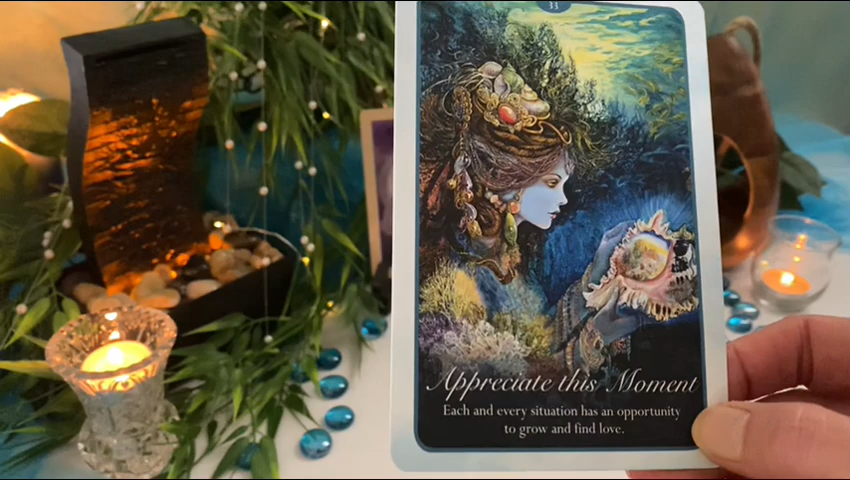 33
Appreciate this Moment
Each and every situation has an opportunity
to grow and find love.